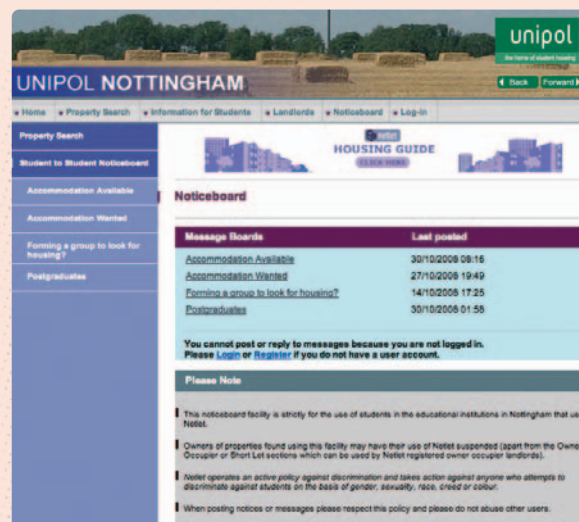 unipol
the home of student housing
UNIPOL NOTTINGHAM
Back Forward
Home Property Search Information for Students Landlords Noticeboard Log-in
Property Search
Student to Student Noticeboard
Accommodation Available
Accommodation Wanted
Forming a group to look for
housing?
Postgraduates
netlet
HOUSING GUIDE
CLICK HERE
Noticeboard
Message Boards Last posted
Accommodation Available 30/10/2008 08:16
Accommodation Wanted 27/10/2008 19:49
Forming a group to look for housing? 14/10/2008 17:25
Postgraduates 30/10/2008 01:58
You cannot post or reply to messages because you are not logged in.
Please Login or Register if you do not have a user account.
Please Note
This noticeboard facility is strictly for the use of students in the educational institutions in Nottingham that us
Netlet.
Owners of properties found using this facility may have their use of Netlet suspended (apart from the Owne
Occupier or Short Let sections which can be used by Netlet registered owner occupier landlords).
Netlet operates an active policy against discrimination and takes action against anyone who attempts to
discriminate against students on the basis of gender, sexuality, race, creed or colour.
When posting notices or messages please respect this policy and please do not abuse other users.